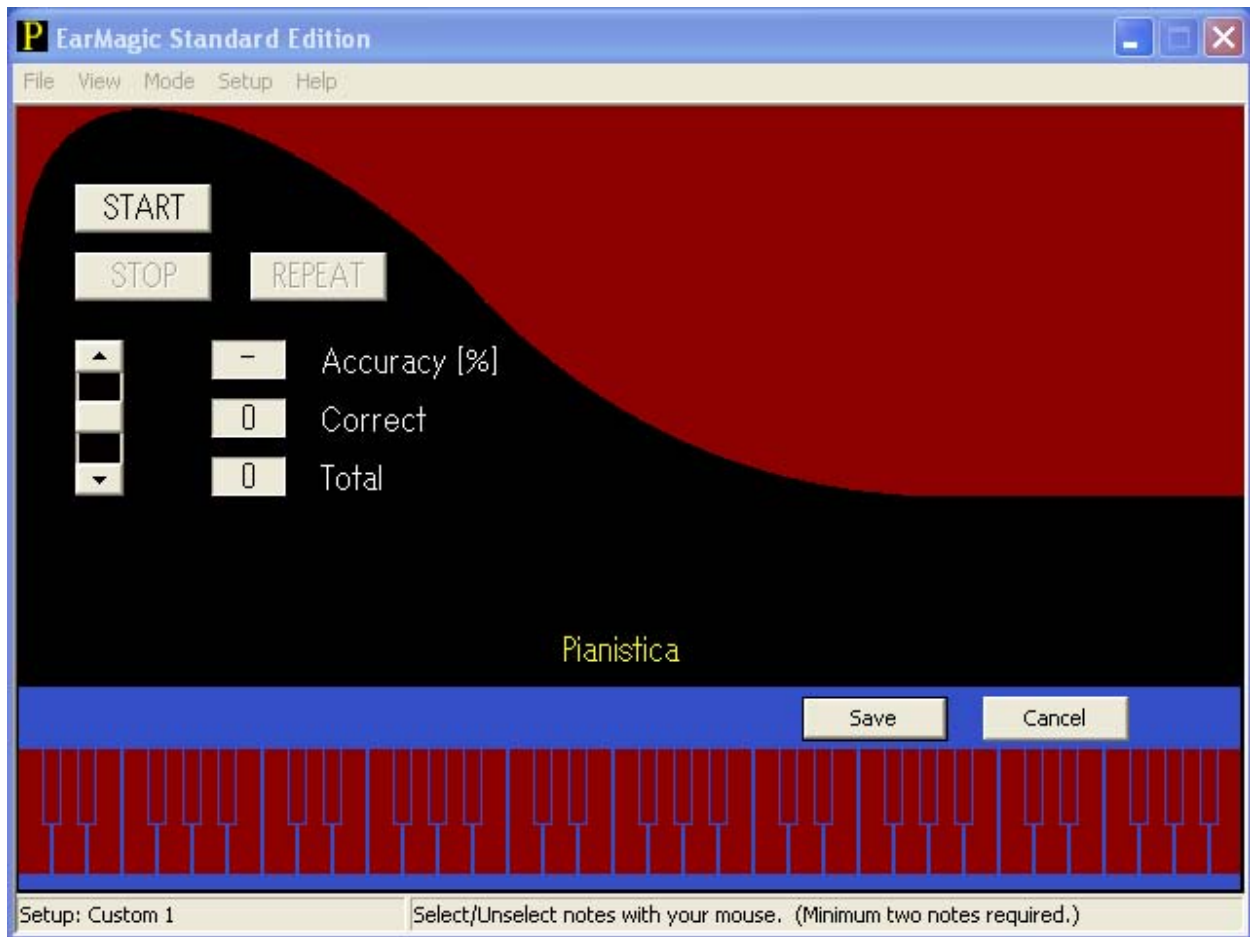 P EarMagic Standard Edition
File View Mode Setup Help
START
STOP REPEAT
- Accuracy [%]
0 Correct
0 Total
Pianistica
Save Cancel
Setup: Custom 1 Select/Unselect notes with your mouse. (Minimum two notes required.)